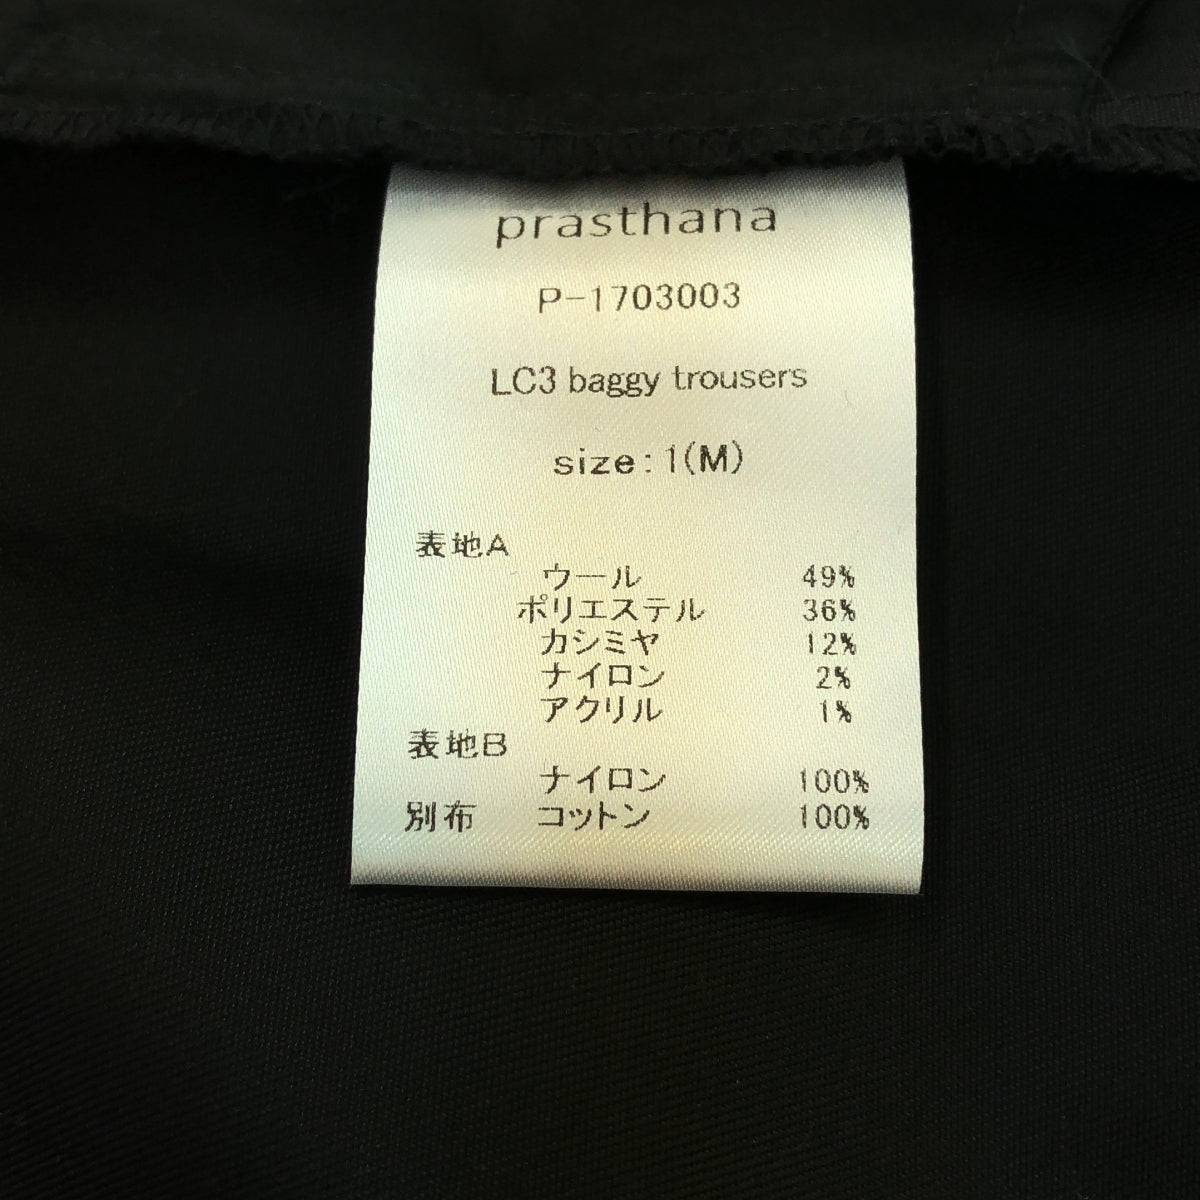 prasthana
P-1703003
LC3 baggy trousers
size:1(M)
表地A
ウール 49%
ポリエステル 36%
カシミヤ 12%
ナイロン 2%
アクリル 1%
表地B
ナイロン 100%
別布 コットン 100%